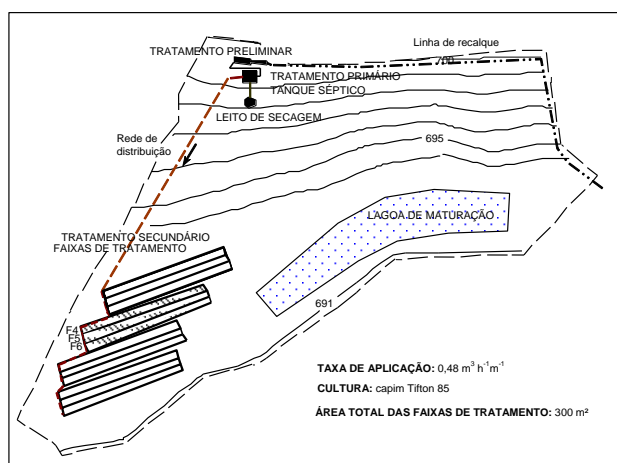 Linha de recalque
TRATAMENTO PRELIMINAR
700
TRATAMENTO PRIMÁRIO
TANQUE SÉPTICO
LEITO DE SECAGEM
Rede de
distribuição
695
LAGOA DE MATURAÇÃO
TRATAMENTO SECUNDÁRIO
FAIXAS DE TRATAMENTO
691
F4
F5
F6
TAXA DE APLICAÇÃO: 0,48 m³ h⁻¹m⁻¹
CULTURA: capim Tifton 85
ÁREA TOTAL DAS FAIXAS DE TRATAMENTO: 300 m²